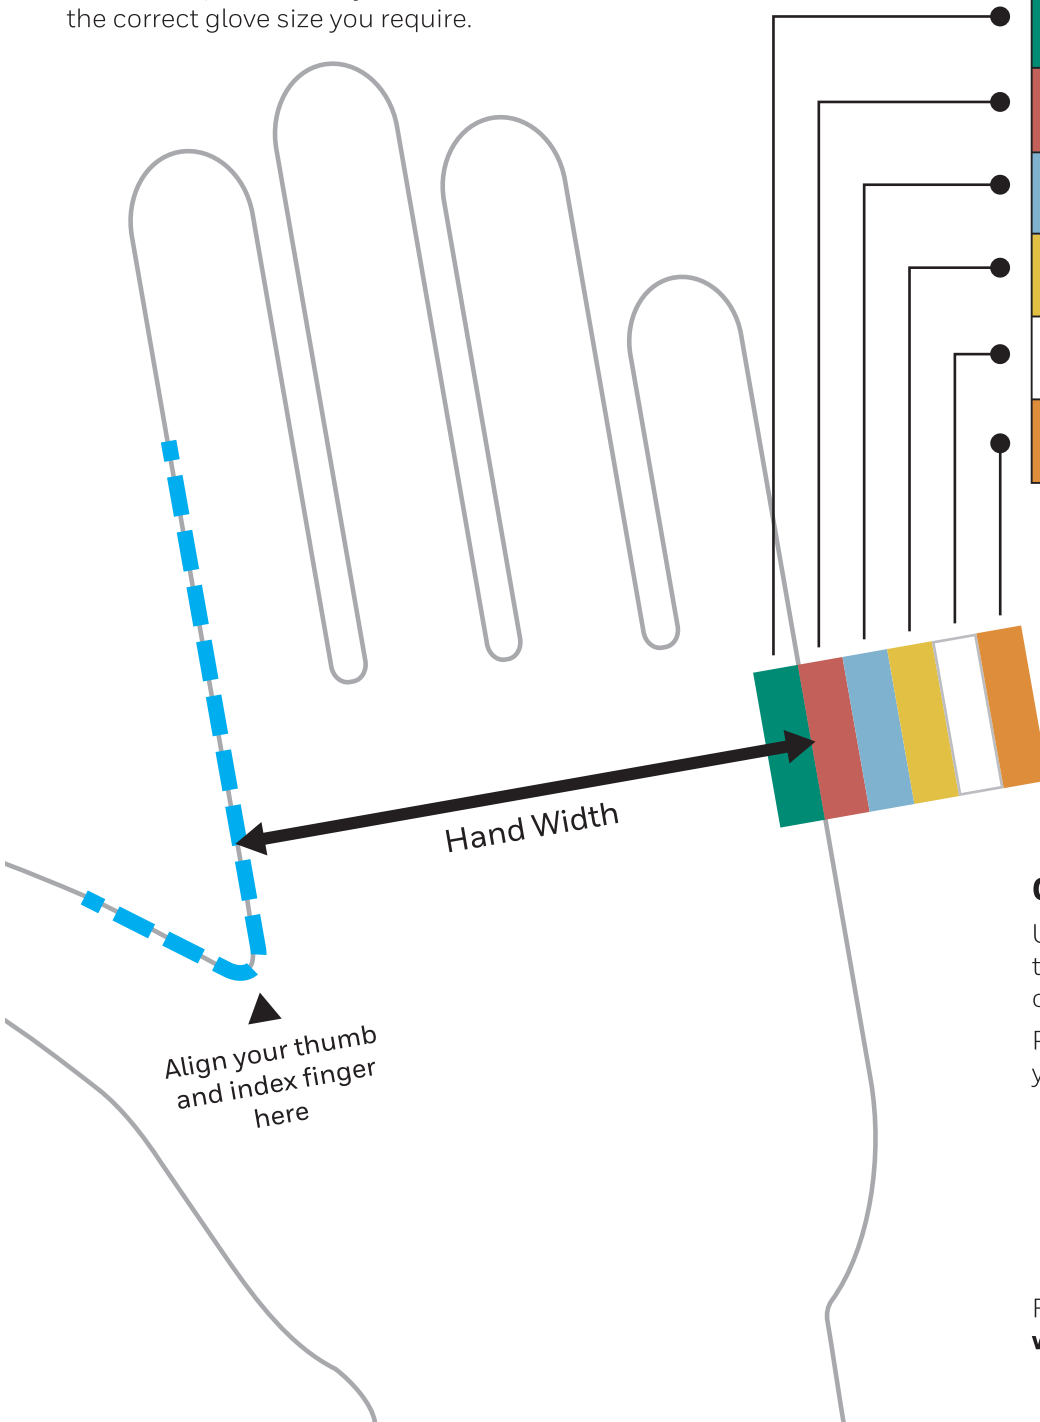 the correct glove size you require.
Hand Width
Align your thumb
and index finger
here